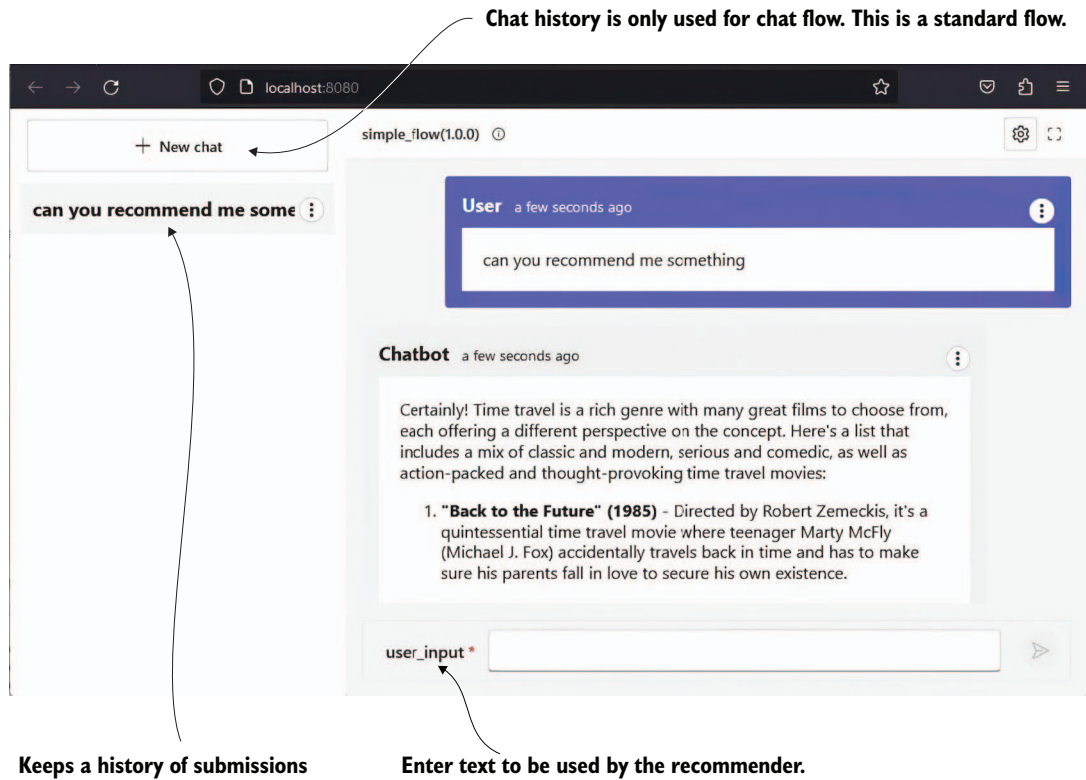 Chat history is only used for chat flow. This is a standard flow.
localhost:8080
+ New chat
simple_flow(1.0.0)
can you recommend me some
User a few seconds ago
can you recommend me something
Chatbot a few seconds ago
Certainly! Time travel is a rich genre with many great films to choose from,
each offering a different perspective on the concept. Here's a list that
includes a mix of classic and modern, serious and comedic, as well as
action-packed and thought-provoking time travel movies:
1. "Back to the Future" (1985) - Directed by Robert Zemeckis, it's a
quintessential time travel movie where teenager Marty McFly
(Michael J. Fox) accidentally travels back in time and has to make
sure his parents fall in love to secure his own existence.
user_input *
Keeps a history of submissions
Enter text to be used by the recommender.